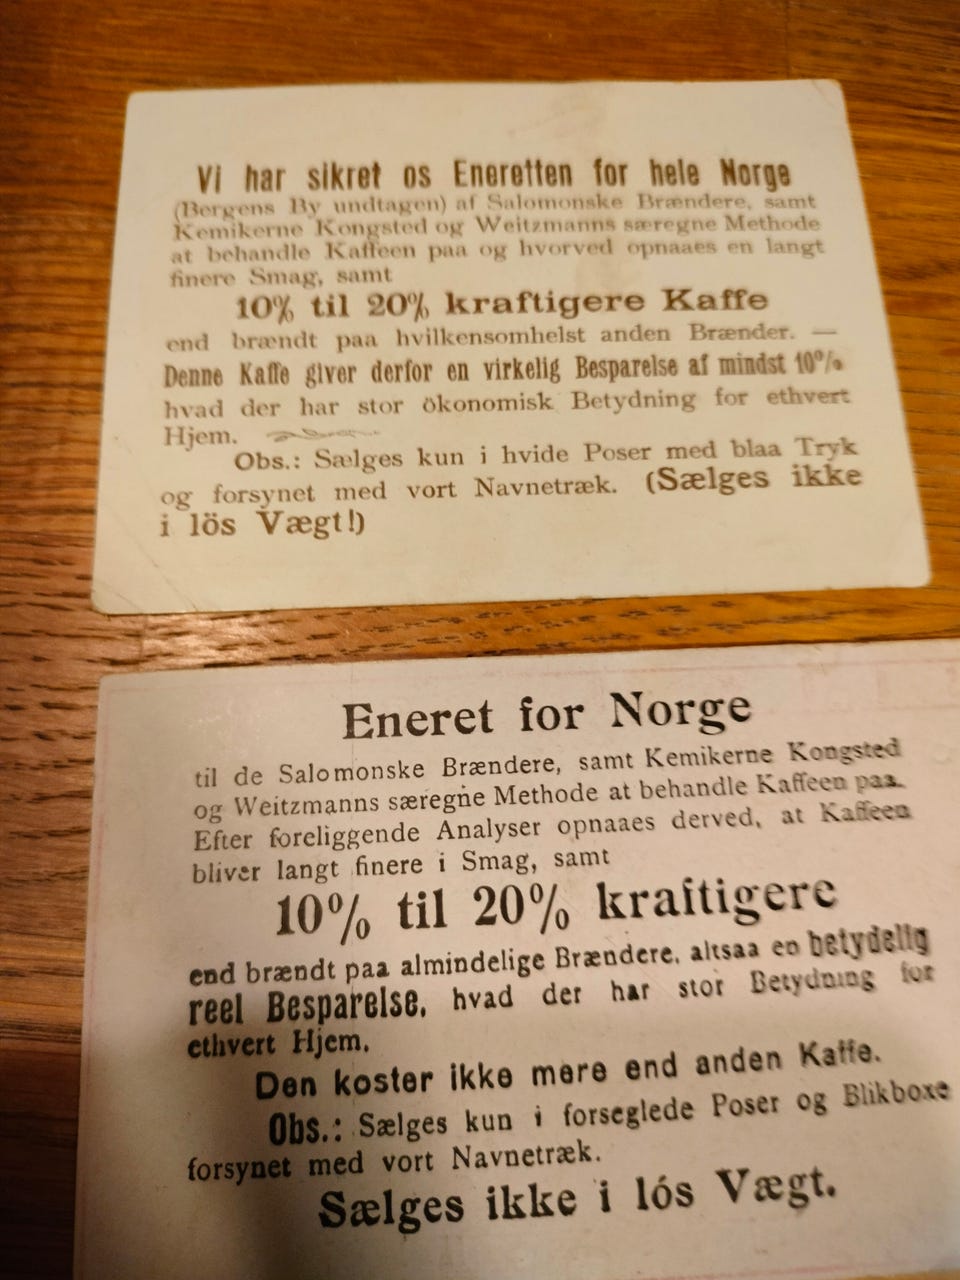 Vi har sikret os Eneretten for hele Norge
(Bergens By undtagen) af Salomonske Brændere, samt
Kemikerne Kongsted og Weitzmanns særegne Methode
at behandle Kaffeen paa og hvorved opnaaes en langt
finere Smag, samt
10% til 20% kraftigere Kaffe
end brændt paa hvilkensomhelst anden Brænder. —
Denne Kaffe giver derfor en virkelig Besparelse af mindst 10%
hvad der har stor ökonomisk Betydning for ethvert
Hjem.
Obs.: Sælges kun i hvide Poser med blaa Tryk
og forsynet med vort Navnetræk. (Sælges ikke
i lös Vægt!)
Eneret for Norge
til de Salomonske Brændere, samt Kemikerne Kongsted
og Weitzmanns særegne Methode at behandle Kaffeen paa.
Efter foreliggende Analyser opnaaes derved, at Kaffeen
bliver langt finere i Smag, samt
10% til 20% kraftigere
end brændt paa almindelige Brændere, altsaa en betydelig
reel Besparelse, hvad der har stor Betydning for
ethvert Hjem.
Den koster ikke mere end anden Kaffe.
Obs.: Sælges kun i forseglede Poser og Blikboxe
forsynet med vort Navnetræk.
Sælges ikke i lós Vægt.